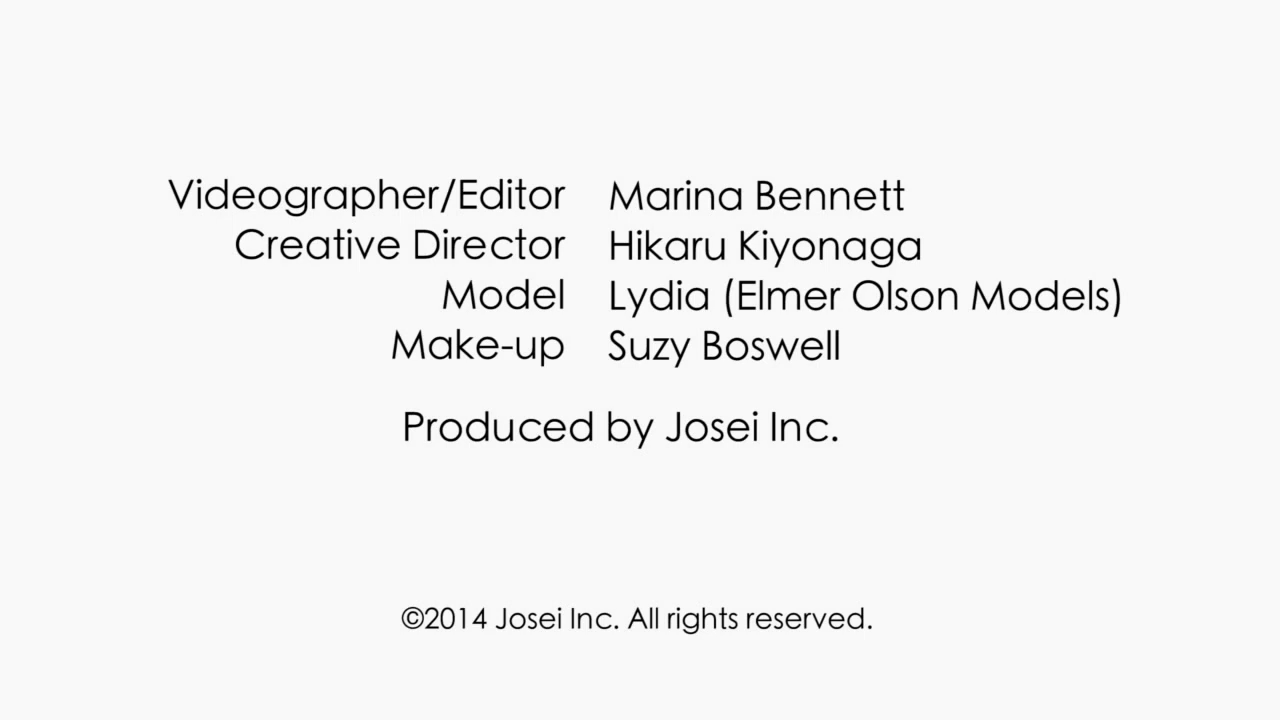 Videographer/Editor Marina Bennett
Creative Director Hikaru Kiyonaga
Model Lydia (Elmer Olson Models)
Make-up Suzy Boswell
Produced by Josei Inc.
©2014 Josei Inc. All rights reserved.